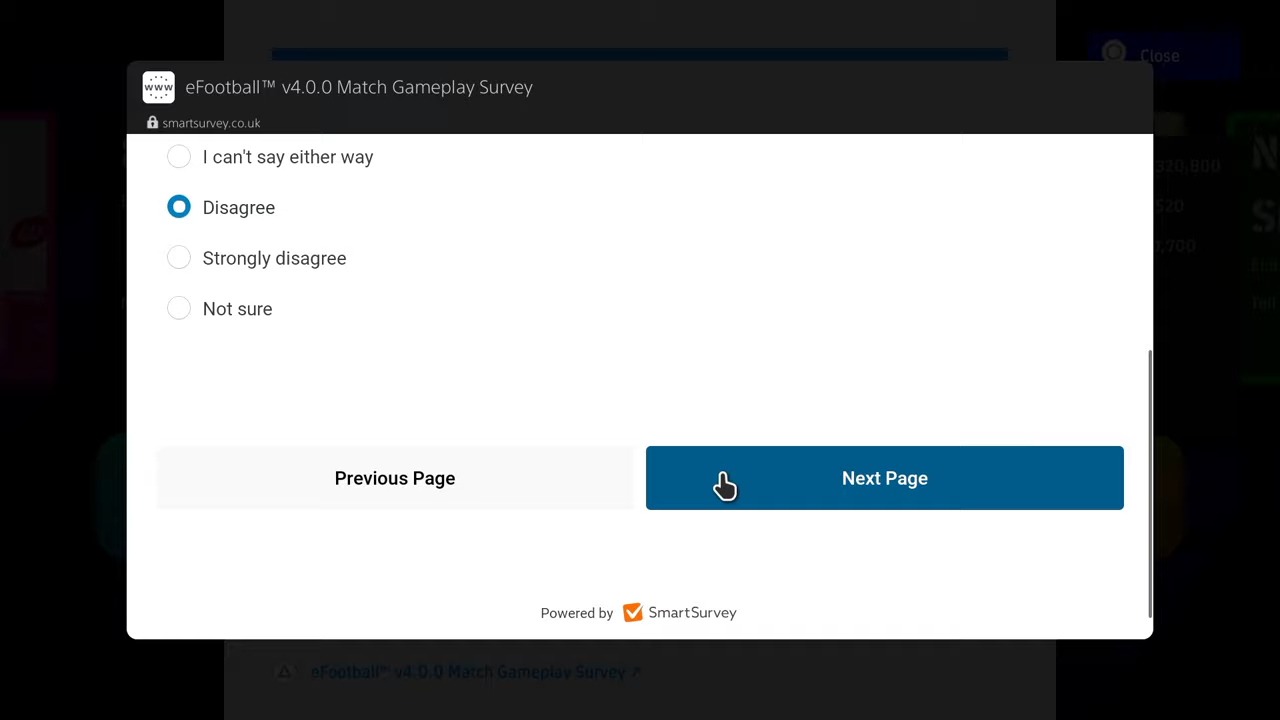 Close
eFootball™ v4.0.0 Match Gameplay Survey
smartsurvey.co.uk
I can't say either way
Disagree
Strongly disagree
Not sure
Previous Page
Next Page
Powered by SmartSurvey
eFootball™ v4.0.0 Match Gameplay Survey